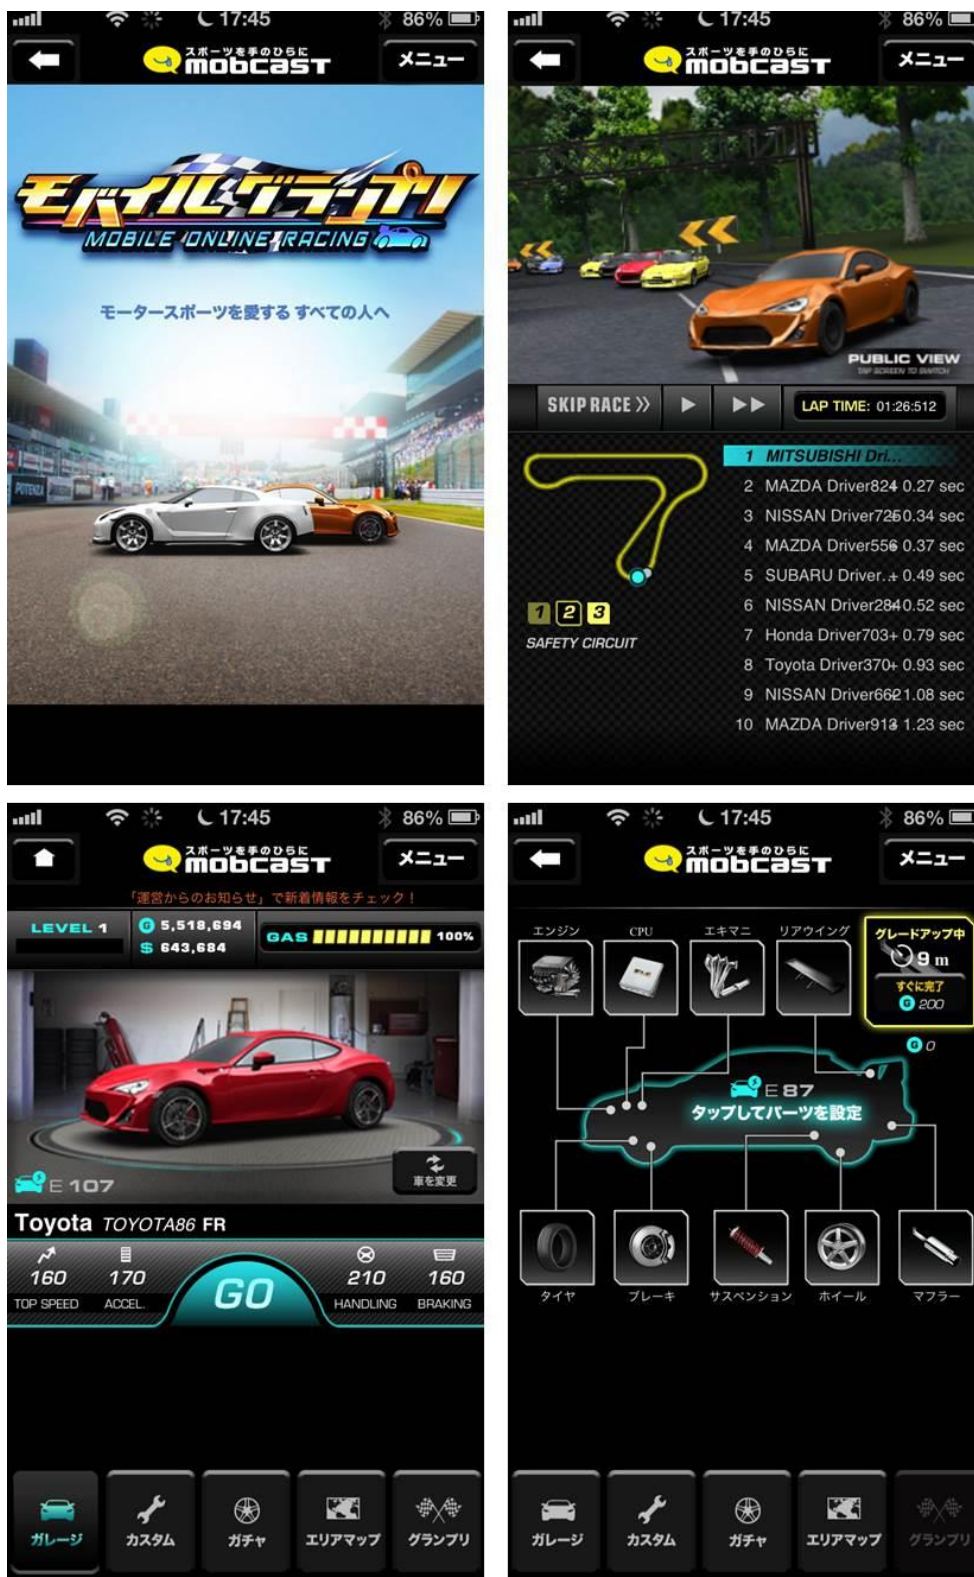 17:45
86%
スポーツを手のひらに
mobcast
メニュー
モバイルグランプリ
MOBILE ONLINE RACING
モータースポーツを愛する すべての人へ
POTENZA
17:45
86%
スポーツを手のひらに
mobcast
メニュー
PUBLIC VIEW
TAP SCREEN TO SWITCH
SKIP RACE
LAP TIME: 01:26:512
1 MITSUBISHI Dri...
2 MAZDA Driver824 0.27 sec
3 NISSAN Driver726 0.34 sec
4 MAZDA Driver556 0.37 sec
5 SUBARU Driver..+ 0.49 sec
6 NISSAN Driver284 0.52 sec
7 Honda Driver703+ 0.79 sec
8 Toyota Driver370+ 0.93 sec
9 NISSAN Driver662 1.08 sec
10 MAZDA Driver913 1.23 sec
1 2 3
SAFETY CIRCUIT
17:45
86%
スポーツを手のひらに
mobcast
メニュー
「運営からのお知らせ」で新着情報をチェック!
LEVEL 1
G 5,518,694
$ 643,684
GAS 100%
E 107
車を変更
Toyota TOYOTA86 FR
160 170 GO 210 160
TOP SPEED ACCEL. HANDLING BRAKING
ガレージ カスタム ガチャ エリアマップ グランプリ
17:45
86%
スポーツを手のひらに
mobcast
メニュー
エンジン CPU エキマニ リアウイング
グレードアップ中
9 m
すぐに完了
G 200
G 0
E 87
タップしてパーツを設定
タイヤ ブレーキ サスペンション ホイール マフラー
ガレージ カスタム ガチャ エリアマップ グランプリ